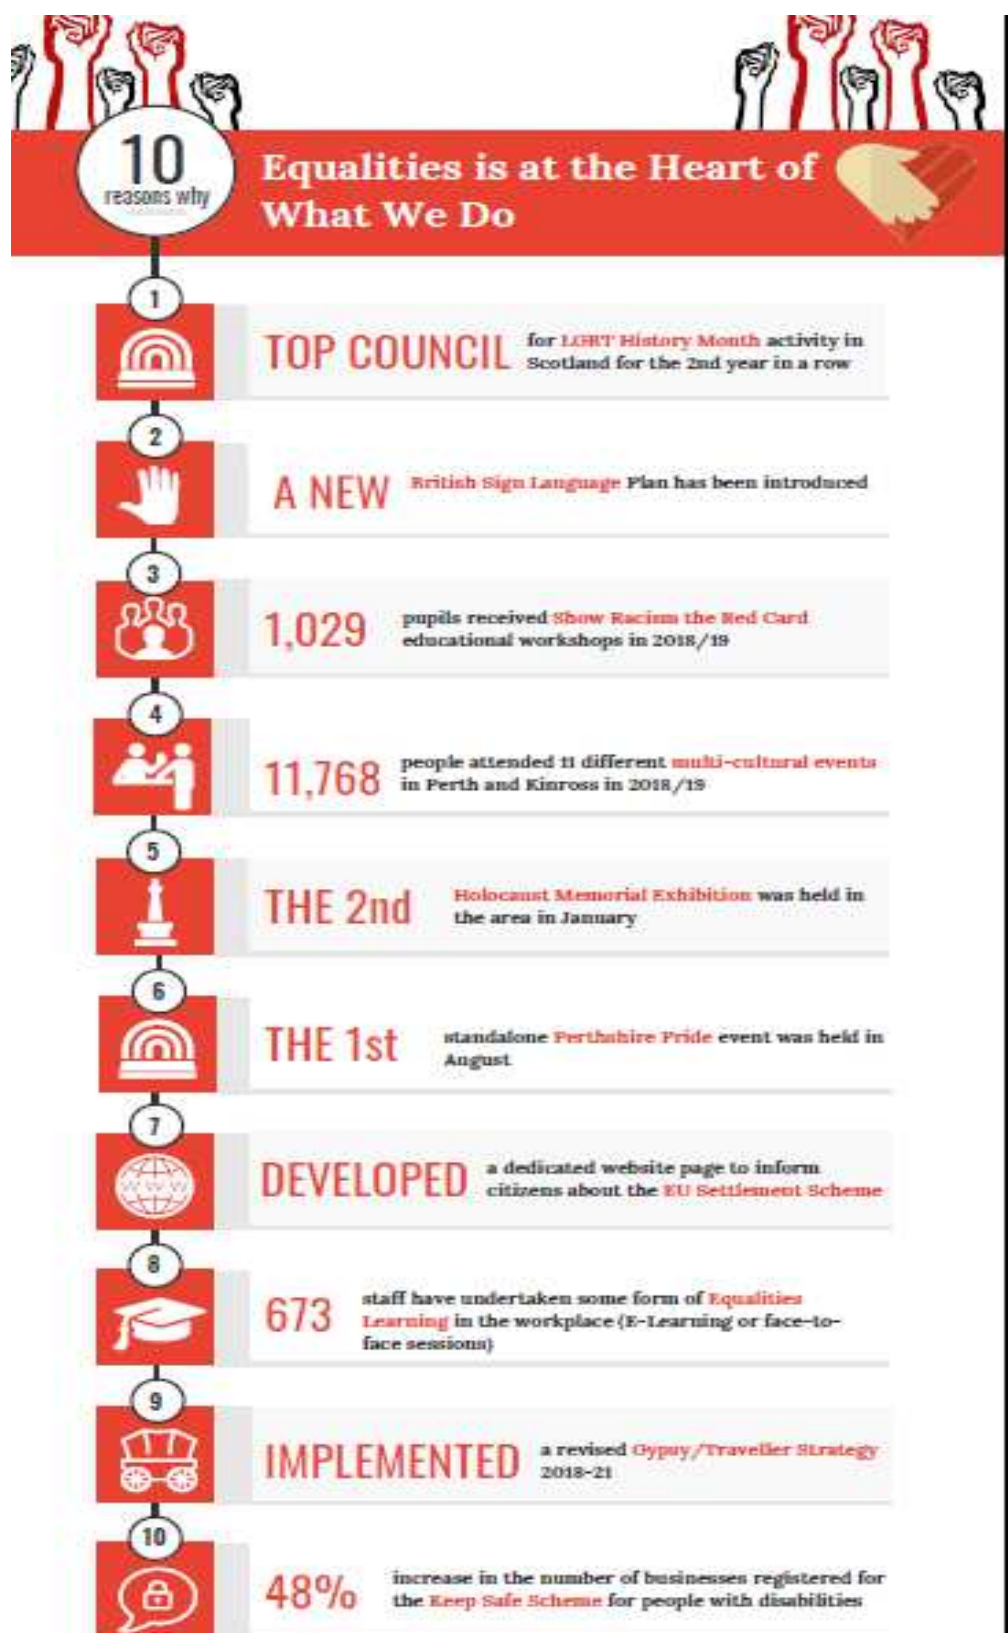 10
reasons why
Equalities is at the Heart of
What We Do
1
TOP COUNCIL
for LGBT History Month activity in
Scotland for the 2nd year in a row
2
A NEW
British Sign Language Plan has been introduced
3
1,029
pupils received Show Racism the Red Card
educational workshops in 2018/19
4
11,768
people attended 11 different multi-cultural events
in Perth and Kinross in 2018/19
5
THE 2nd
Holocaust Memorial Exhibition was held in
the area in January
6
THE 1st
standalone Perthshire Pride event was held in
August
7
DEVELOPED
a dedicated website page to inform
citizens about the EU Settlement Scheme
8
673
staff have undertaken some form of Equalities
Learning in the workplace (E-Learning or face-to-
face sessions)
9
IMPLEMENTED
a revised Gypsy/Traveller Strategy
2018-21
10
48%
increase in the number of businesses registered for
the Keep Safe Scheme for people with disabilities